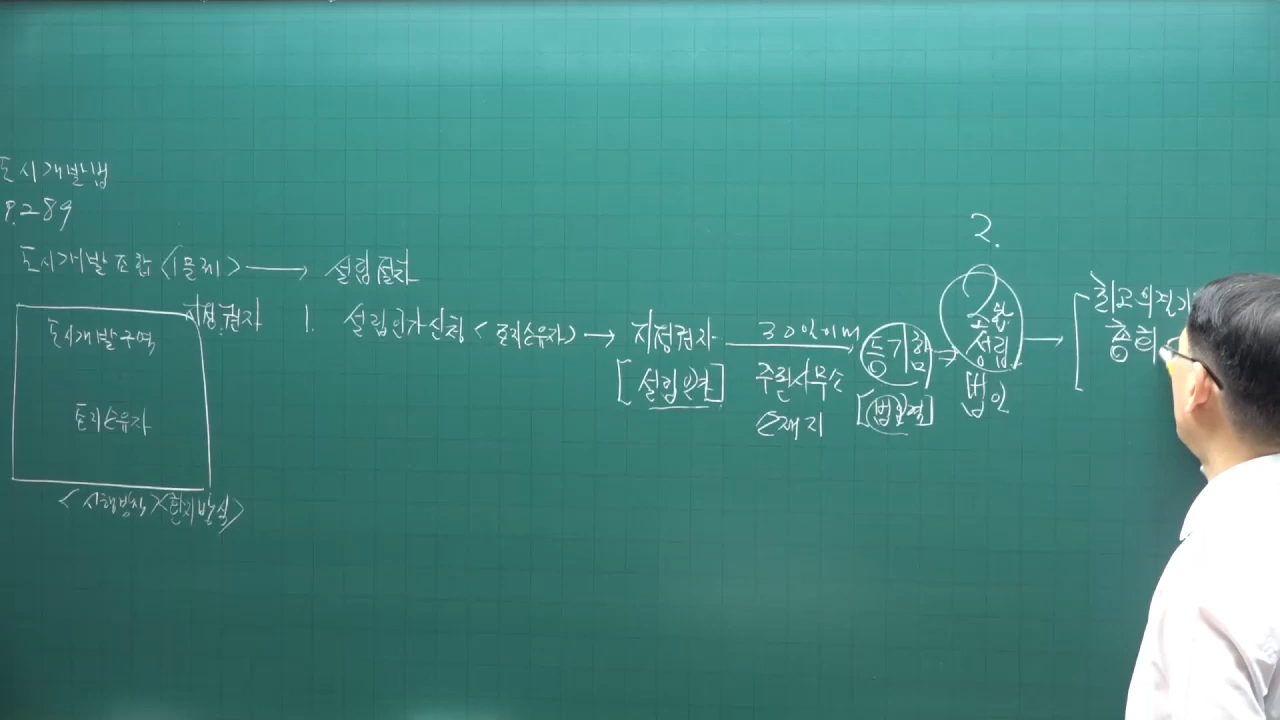 도시개발법
P.289
도시개발조합 <1문제> → 설립절차
지정권자
도시개발구역
토지소유자
<시행방식> <환지방식>
1. 설립인가신청 <토지소유자> → 지정권자
[설립인가]
30일이내
주된사무소
소재지
등기함
2.
조합
성립
법인
최고의결기
총회